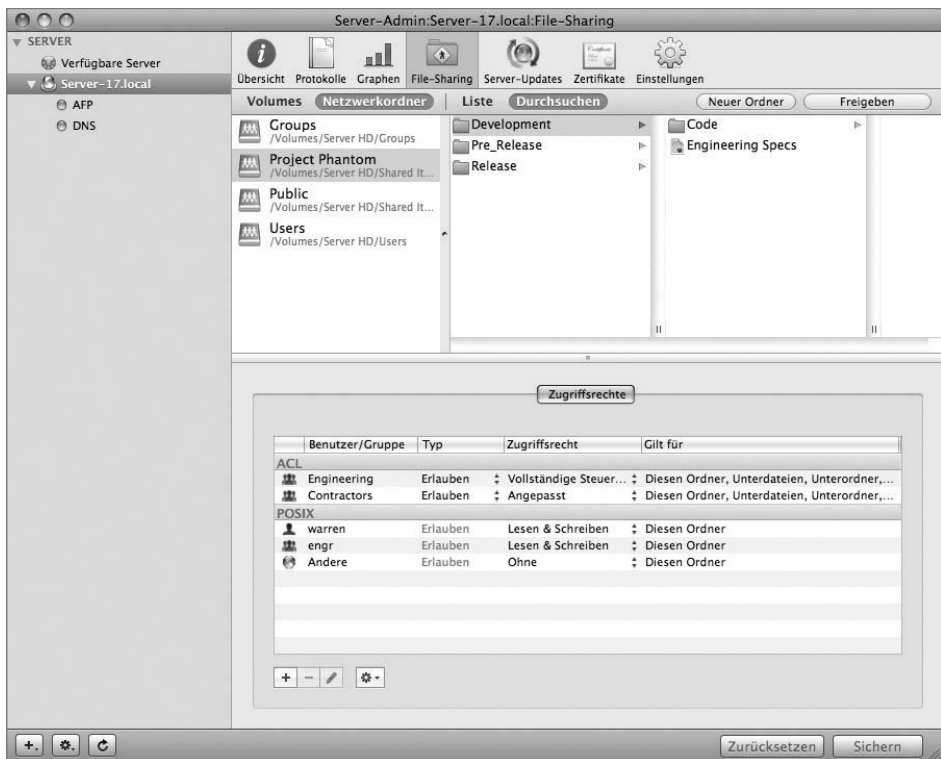 Server-Admin:Server-17.local:File-Sharing
SERVER
Verfügbare Server
Server-17.local
AFP
DNS
Übersicht Protokolle Graphen File-Sharing Server-Updates Zertifikate Einstellungen
Volumes Netzwerkordner Liste Durchsuchen Neuer Ordner Freigeben
Groups
/Volumes/Server HD/Groups
Project Phantom
/Volumes/Server HD/Shared It...
Public
/Volumes/Server HD/Shared It...
Users
/Volumes/Server HD/Users
Development
Pre_Release
Release
Code
Engineering Specs
Zugriffsrechte
Benutzer/Gruppe Typ Zugriffsrecht Gilt für
ACL
Engineering Erlauben Vollständige Steuer... Diesen Ordner, Unterdateien, Unterordner,...
Contractors Erlauben Angepasst Diesen Ordner, Unterdateien, Unterordner,...
POSIX
warren Erlauben Lesen & Schreiben Diesen Ordner
engr Erlauben Lesen & Schreiben Diesen Ordner
Andere Erlauben Ohne Diesen Ordner
Zurücksetzen Sichern